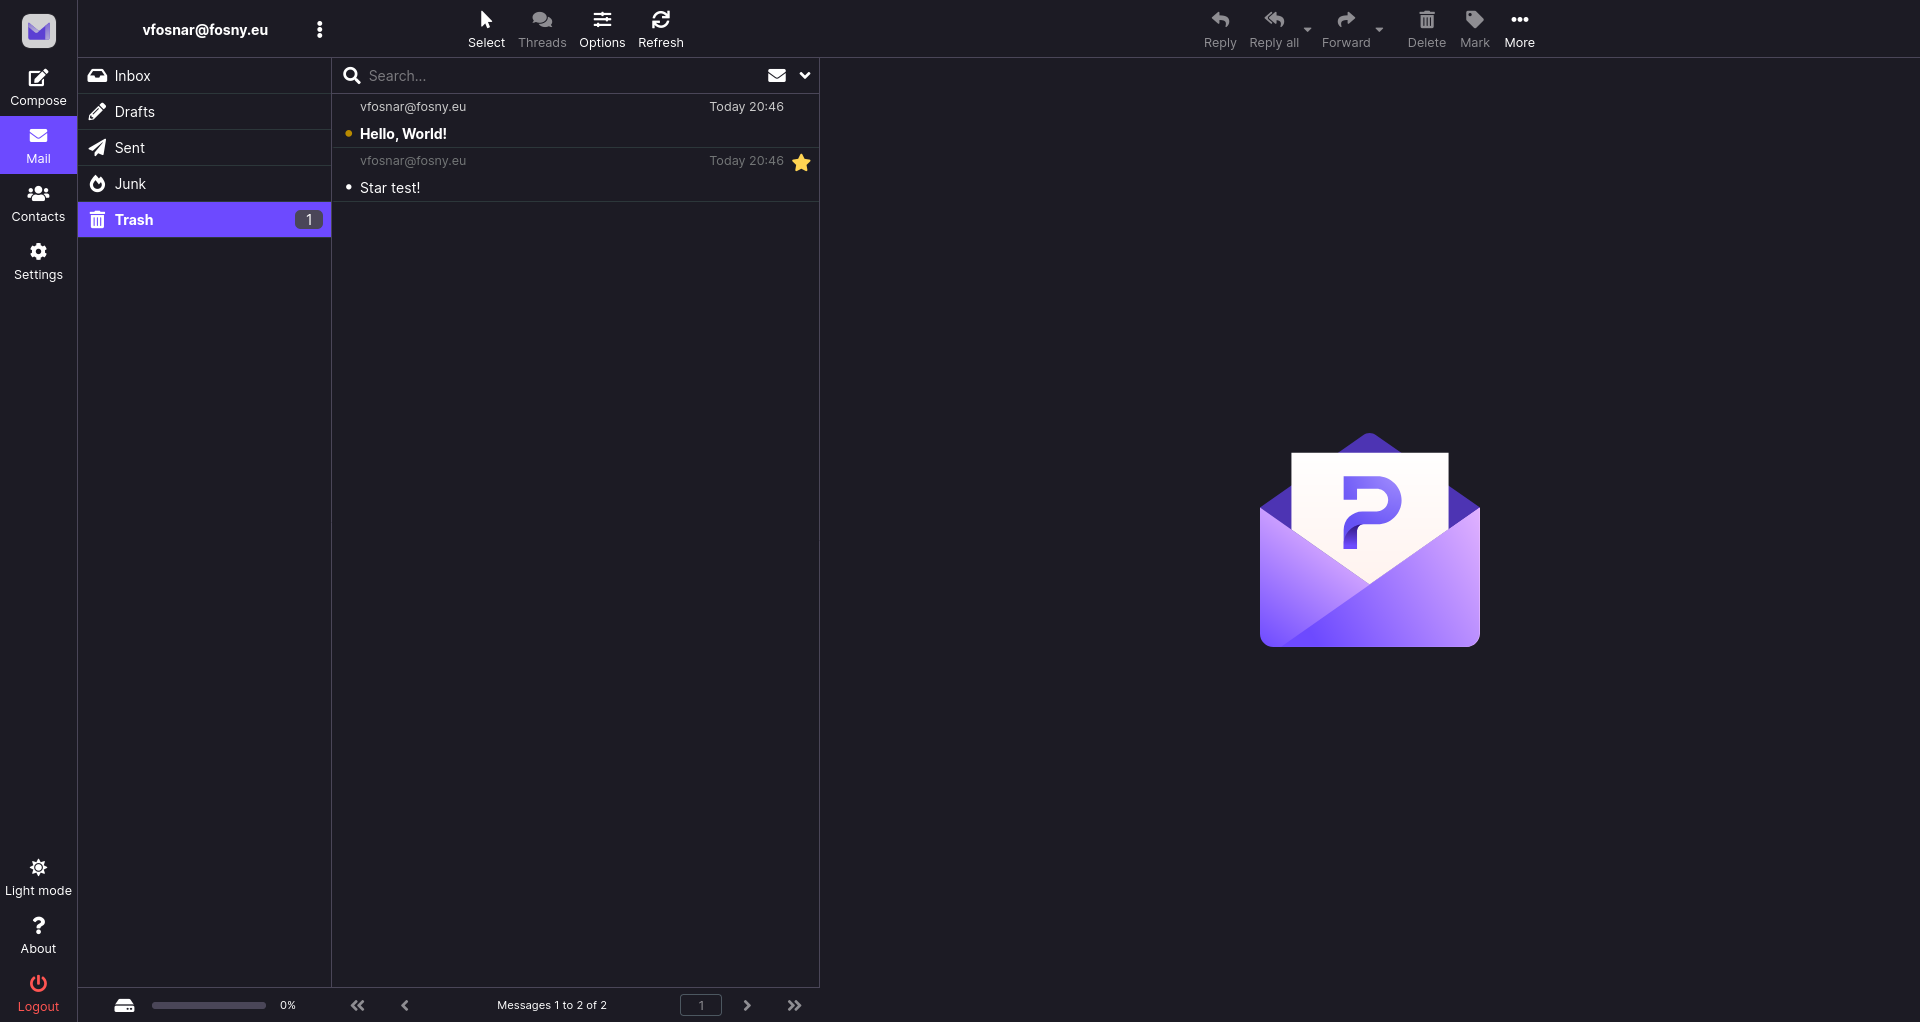 vfosnar@fosny.eu
Select
Threads
Options
Refresh
Reply
Reply all
Forward
Delete
Mark
More
Compose
Mail
Contacts
Settings
Light mode
About
Logout
Inbox
Drafts
Sent
Junk
Trash 1
Search...
vfosnar@fosny.eu Today 20:46
Hello, World!
vfosnar@fosny.eu Today 20:46
Star test!
P
0%
Messages 1 to 2 of 2
1